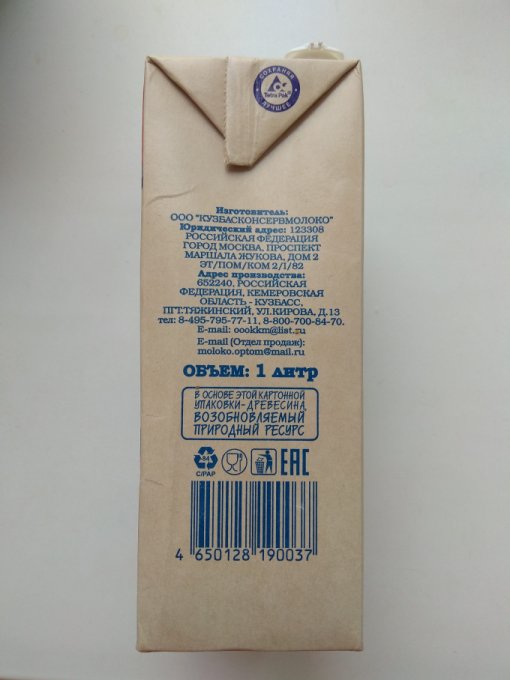 СОХРАНЯЯ
Tetra Pak®
ЛУЧШЕЕ
Изготовитель:
ООО "КУЗБАСКОНСЕРВМОЛОКО"
Юридический адрес: 123308
РОССИЙСКАЯ ФЕДЕРАЦИЯ
ГОРОД МОСКВА, ПРОСПЕКТ
МАРШАЛА ЖУКОВА, ДОМ 2
ЭТ/ПОМ/КОМ 2/I/82
Адрес производства:
652240, РОССИЙСКАЯ
ФЕДЕРАЦИЯ, КЕМЕРОВСКАЯ
ОБЛАСТЬ - КУЗБАСС,
ПГТ.ТЯЖИНСКИЙ, УЛ.КИРОВА, Д.13
тел: 8-495-795-77-11, 8-800-700-84-70.
E-mail: oookkm@list.ru
E-mail (Отдел продаж):
moloko.optom@mail.ru
ОБЪЕМ: 1 литр
В ОСНОВЕ ЭТОЙ КАРТОННОЙ
УПАКОВКИ-ДРЕВЕСИНА,
ВОЗОБНОВЛЯЕМЫЙ
ПРИРОДНЫЙ РЕСУРС
84
C/PAP
EAC
4 650128 190037